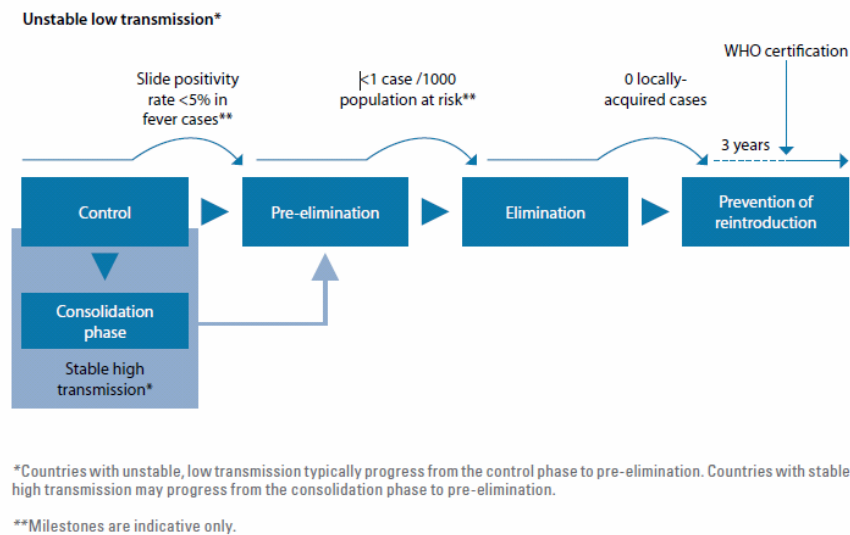 Unstable low transmission*
WHO certification
Slide positivity
rate <5% in
fever cases**
<1 case /1000
population at risk**
0 locally-
acquired cases
3 years
Control
Pre-elimination
Elimination
Prevention of
reintroduction
Consolidation
phase
Stable high
transmission*
*Countries with unstable, low transmission typically progress from the control phase to pre-elimination. Countries with stable
high transmission may progress from the consolidation phase to pre-elimination.
**Milestones are indicative only.